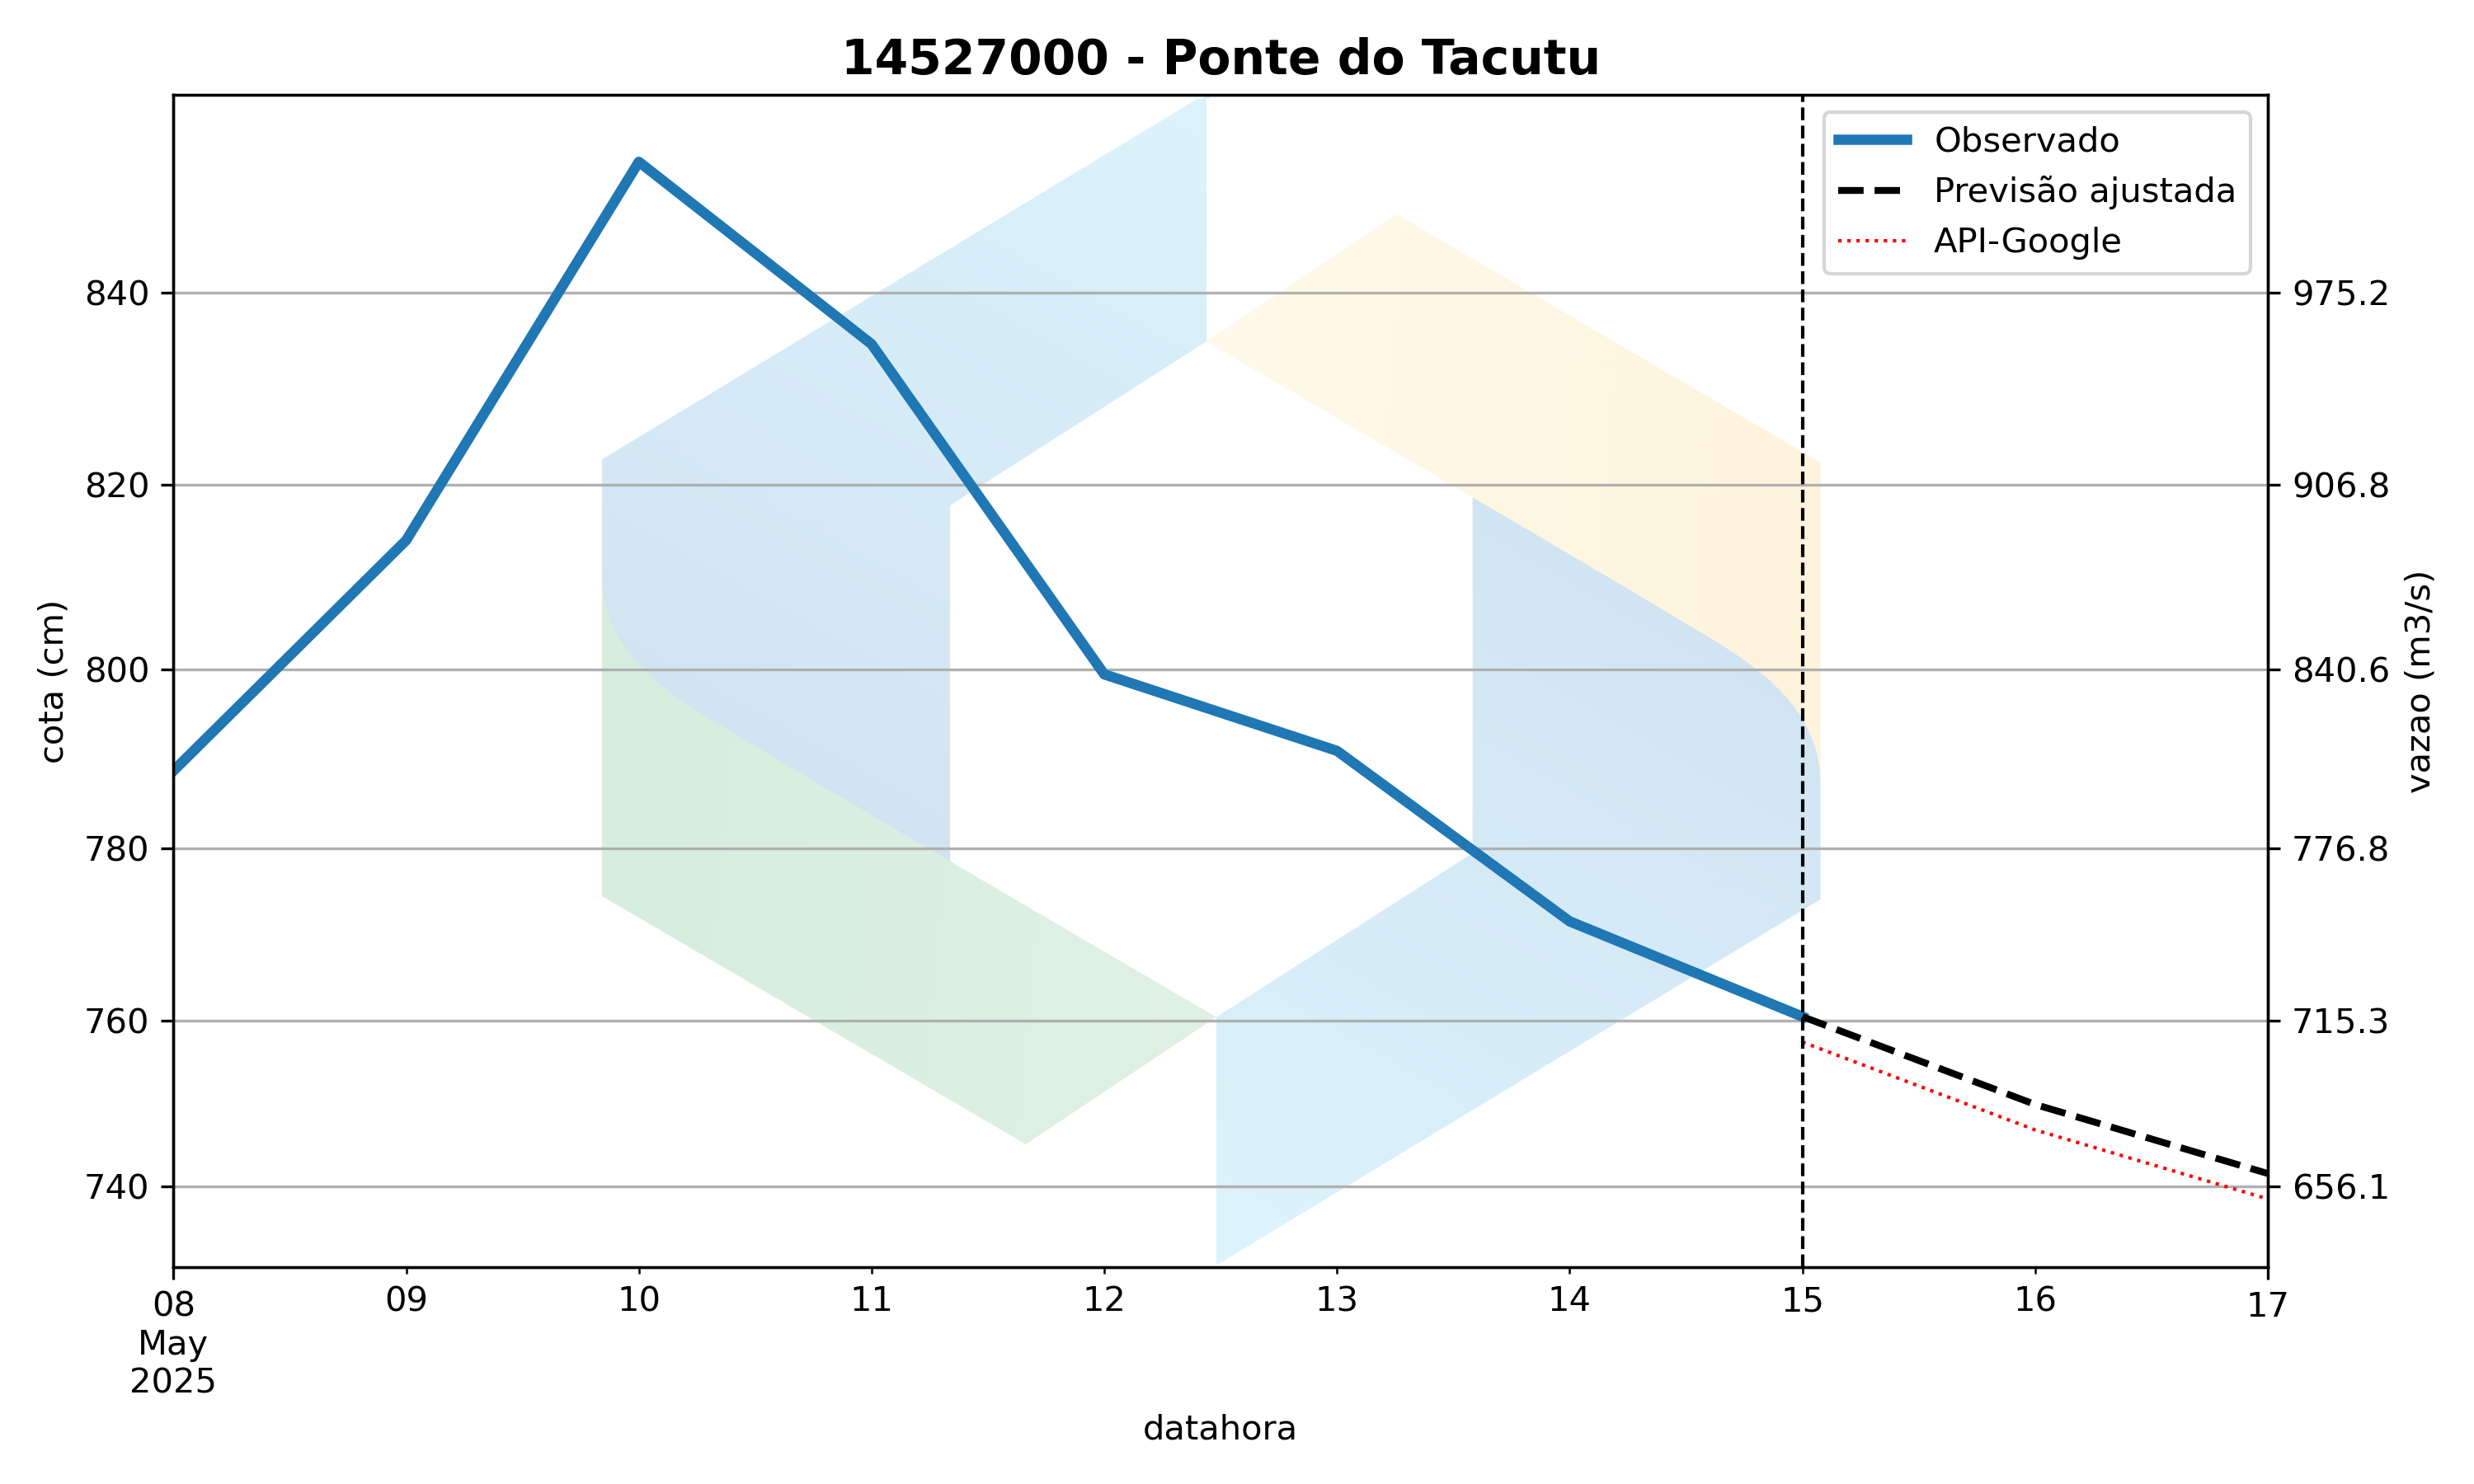 14527000 - Ponte do Tacutu
Observado
Previsão ajustada
API-Google
840
820
800
780
760
740
cota (cm)
975.2
906.8
840.6
776.8
715.3
656.1
vazao (m3/s)
08
May
2025
09
10
11
12
13
14
15
16
17
datahora